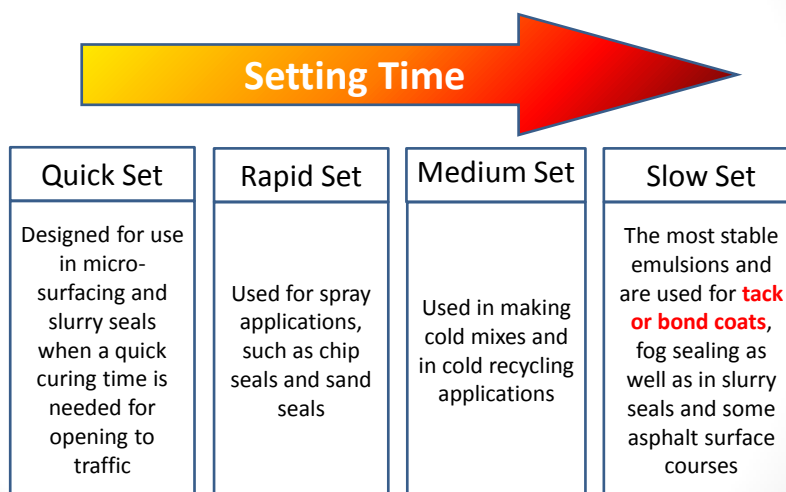 Setting Time
Quick Set
Designed for use
in micro-
surfacing and
slurry seals
when a quick
curing time is
needed for
opening to
traffic
Rapid Set
Used for spray
applications,
such as chip
seals and sand
seals
Medium Set
Used in making
cold mixes and
in cold recycling
applications
Slow Set
The most stable
emulsions and
are used for tack
or bond coats,
fog sealing as
well as in slurry
seals and some
asphalt surface
courses